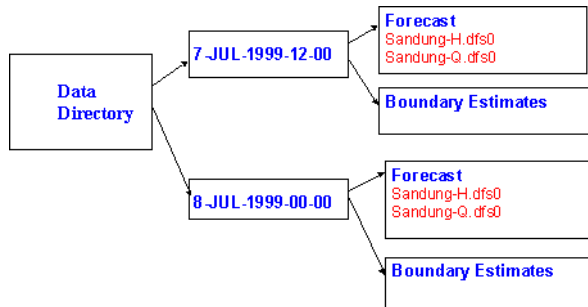 Data
Directory
7-JUL-1999-12-00
Forecast
Sandung-H.dfs0
Sandung-Q.dfs0
Boundary Estimates
8-JUL-1999-00-00
Forecast
Sandung-H.dfs0
Sandung-Q.dfs0
Boundary Estimates